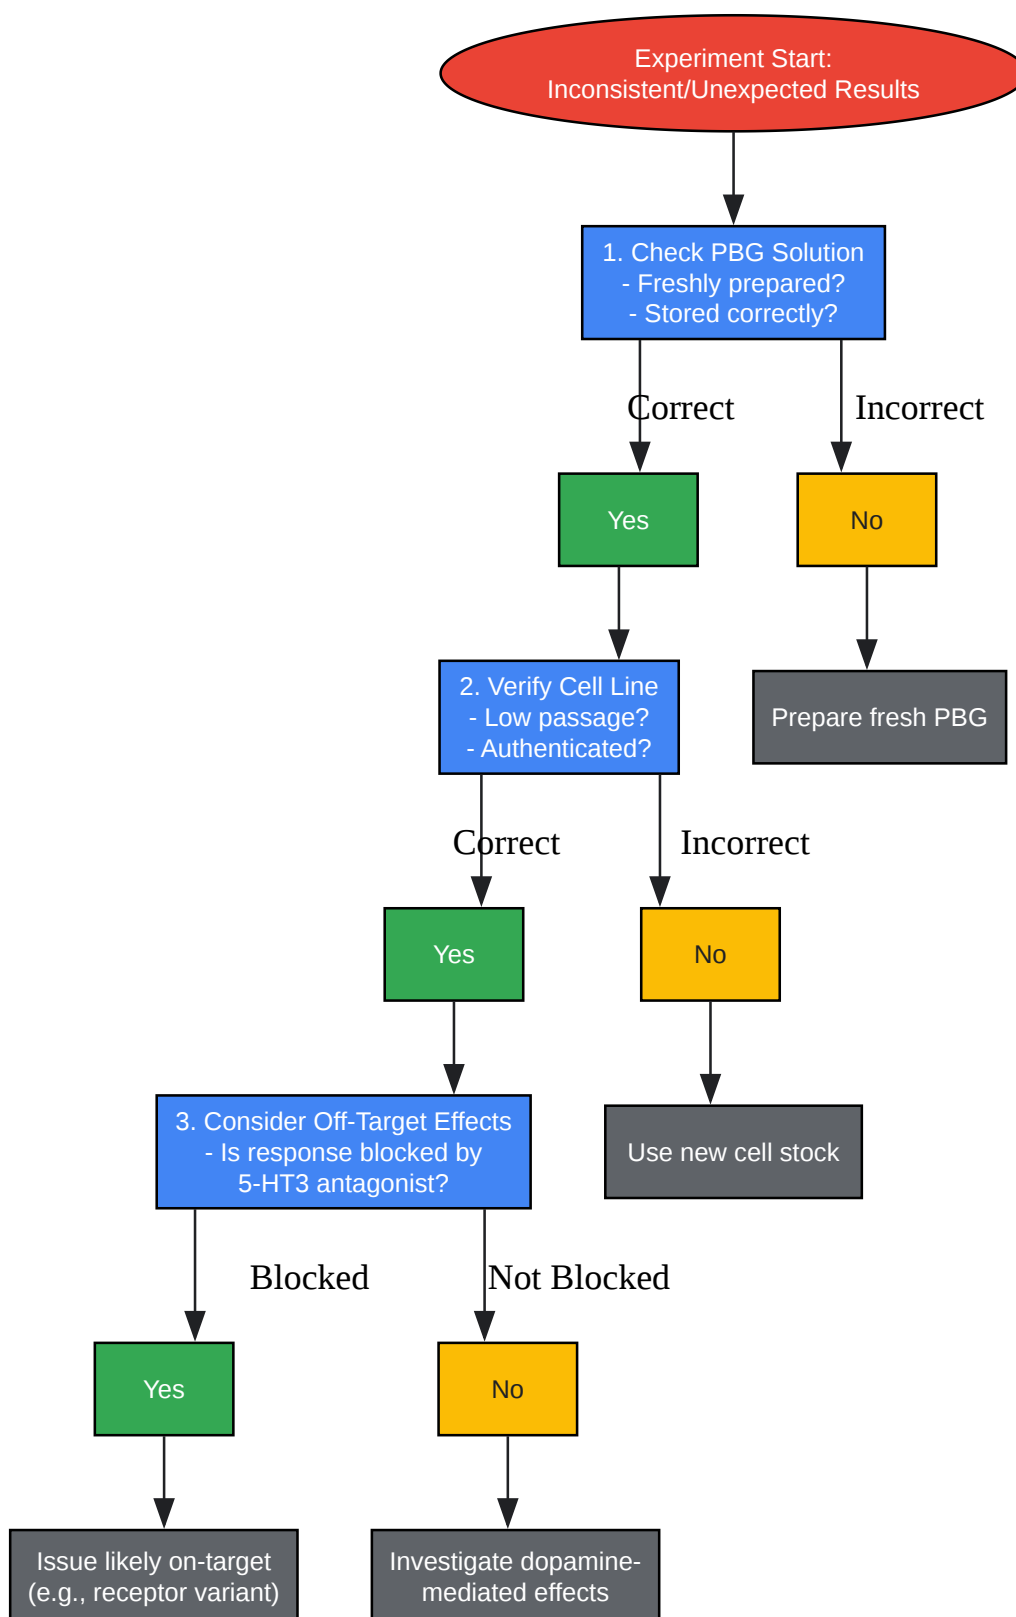 Experiment Start:
Inconsistent/Unexpected Results
1. Check PBG Solution
- Freshly prepared?
- Stored correctly?
Correct
Incorrect
Yes
No
2. Verify Cell Line
- Low passage?
- Authenticated?
Prepare fresh PBG
Correct
Incorrect
Yes
No
3. Consider Off-Target Effects
- Is response blocked by
5-HT3 antagonist?
Use new cell stock
Blocked
Not Blocked
Yes
No
Issue likely on-target
(e.g., receptor variant)
Investigate dopamine-
mediated effects